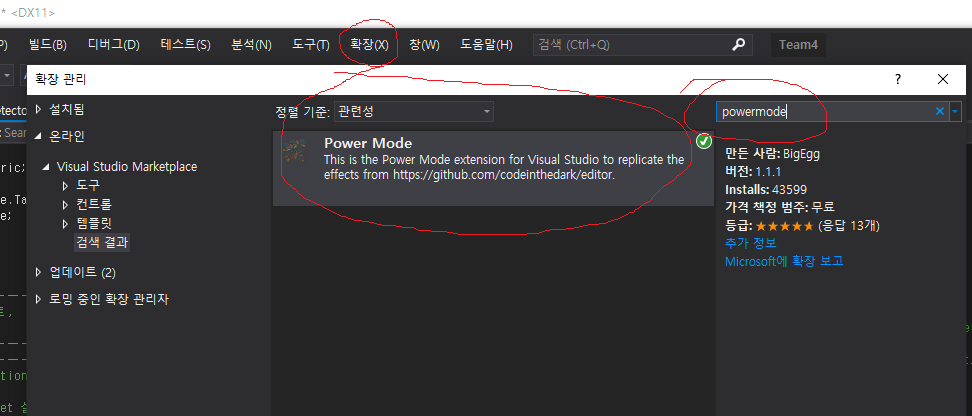 * <DX11>
P) 빌드(B) 디버그(D) 테스트(S) 분석(N) 도구(T) 확장(X) 창(W) 도움말(H) 검색 (Ctrl+Q) Team4
확장 관리 ? ✕
설치됨
온라인
Visual Studio Marketplace
도구
컨트롤
템플릿
검색 결과
업데이트 (2)
로밍 중인 확장 관리자
정렬 기준: 관련성
Power Mode
This is the Power Mode extension for Visual Studio to replicate the
effects from https://github.com/codeinthedark/editor.
powermode
만든 사람: BigEgg
버전: 1.1.1
Installs: 43599
가격 책정 범주: 무료
등급: ★★★★★ (응답 13개)
추가 정보
Microsoft에 확장 보고